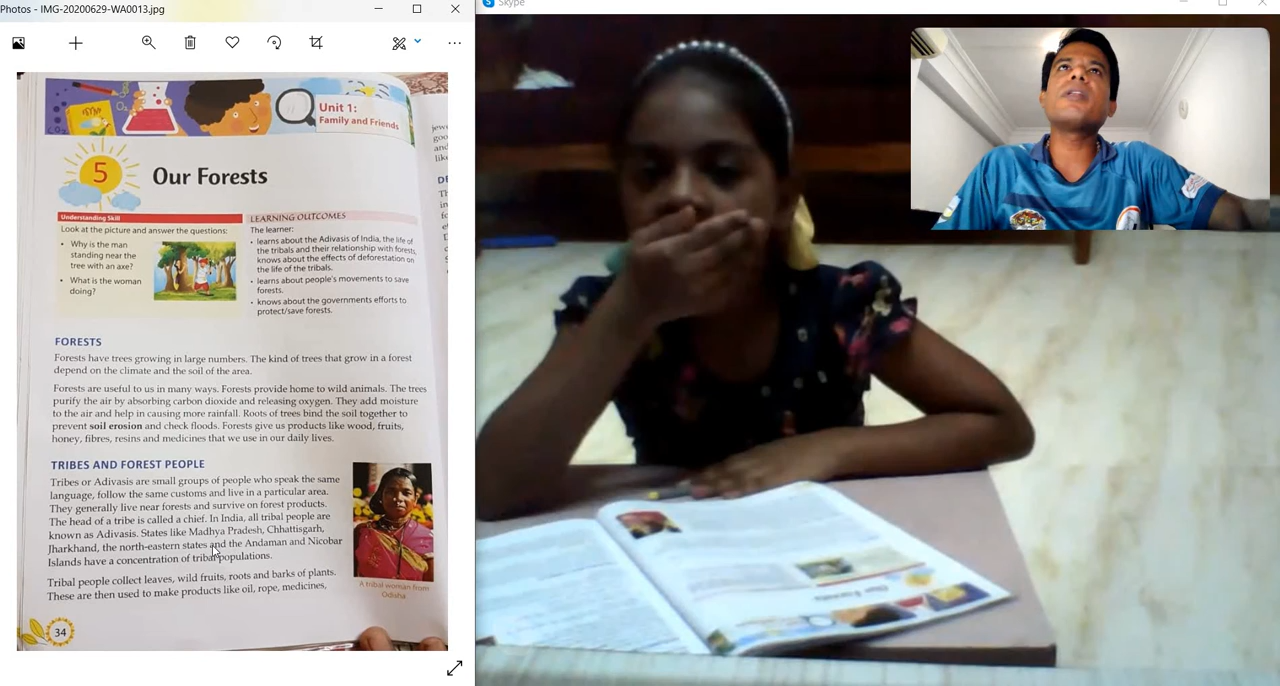 Photos - IMG-20200629-WA0013.jpg
Skype
Unit 1:
Family and Friends
5
Our Forests
Understanding Skill
Look at the picture and answer the questions:
• Why is the man
standing near the
tree with an axe?
• What is the woman
doing?
LEARNING OUTCOMES
The learner:
• learns about the Adivasis of India, the life of
the tribals and their relationship with forests,
knows about the effects of deforestation on
the life of the tribals.
• learns about people's movements to save
forests.
• knows about the governments efforts to
protect/save forests.
FORESTS
Forests have trees growing in large numbers. The kind of trees that grow in a forest
depend on the climate and the soil of the area.
Forests are useful to us in many ways. Forests provide home to wild animals. The trees
purify the air by absorbing carbon dioxide and releasing oxygen. They add moisture
to the air and help in causing more rainfall. Roots of trees bind the soil together to
prevent soil erosion and check floods. Forests give us products like wood, fruits,
honey, fibres, resins and medicines that we use in our daily lives.
TRIBES AND FOREST PEOPLE
Tribes or Adivasis are small groups of people who speak the same
language, follow the same customs and live in a particular area.
They generally live near forests and survive on forest products.
The head of a tribe is called a chief. In India, all tribal people are
known as Adivasis. States like Madhya Pradesh, Chhattisgarh,
Jharkhand, the north-eastern states and the Andaman and Nicobar
Islands have a concentration of tribal populations.
Tribal people collect leaves, wild fruits, roots and barks of plants.
These are then used to make products like oil, rope, medicines,
A tribal woman from
Odisha
34